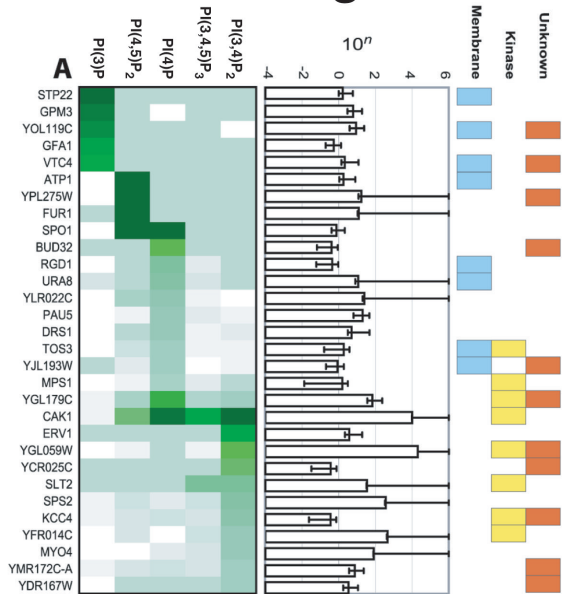 A
PI(3)P
PI(4,5)P2
PI(4)P
PI(3,4,5)P3
PI(3,4)P2
10^n
-4 -2 0 2 4 6
Membrane
Kinase
Unknown
STP22
GPM3
YOL119C
GFA1
VTC4
ATP1
YPL275W
FUR1
SPO1
BUD32
RGD1
URA8
YLR022C
PAU5
DRS1
TOS3
YJL193W
MPS1
YGL179C
CAK1
ERV1
YGL059W
YCR025C
SLT2
SPS2
KCC4
YFR014C
MYO4
YMR172C-A
YDR167W